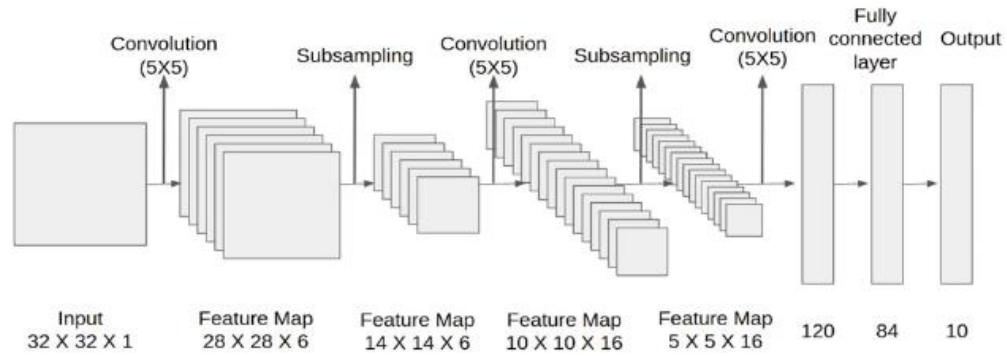 Convolution
(5X5)
Subsampling
Convolution
(5X5)
Subsampling
Convolution
(5X5)
Fully
connected
layer
Output
Input
32 X 32 X 1
Feature Map
28 X 28 X 6
Feature Map
14 X 14 X 6
Feature Map
10 X 10 X 16
Feature Map
5 X 5 X 16
120
84
10